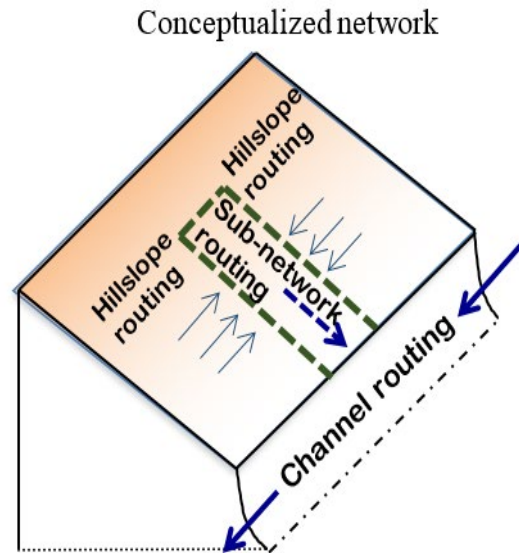 Conceptualized network
Hillslope
routing
Sub-network
routing
Hillslope
routing
Channel routing